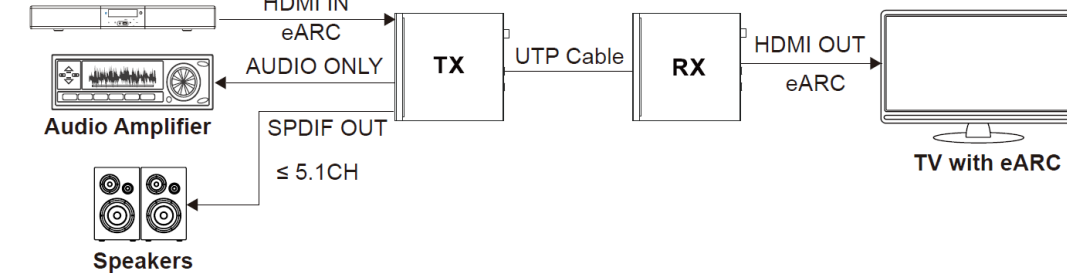 HDMI IN
eARC
AUDIO ONLY
TX
UTP Cable
RX
HDMI OUT
eARC
Audio Amplifier
SPDIF OUT
≤ 5.1CH
TV with eARC
Speakers